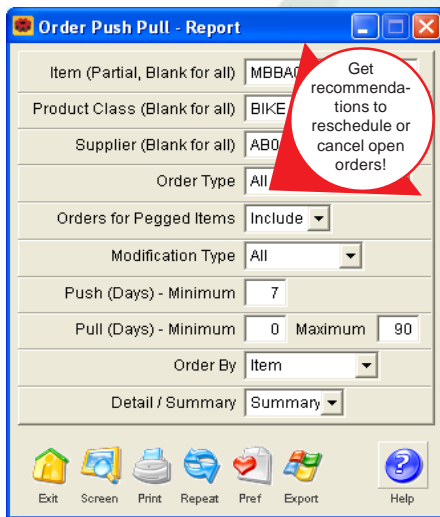 Order Push Pull - Report
Item (Partial, Blank for all)
Product Class (Blank for all) BIKE
Supplier (Blank for all)
Order Type All
Orders for Pegged Items Include
Modification Type All
Push (Days) - Minimum 7
Pull (Days) - Minimum 0 Maximum 90
Order By Item
Detail / Summary Summary
Get
recommenda-
tions to
reschedule or
cancel open
orders!
Exit Screen Print Repeat Pref Export Help